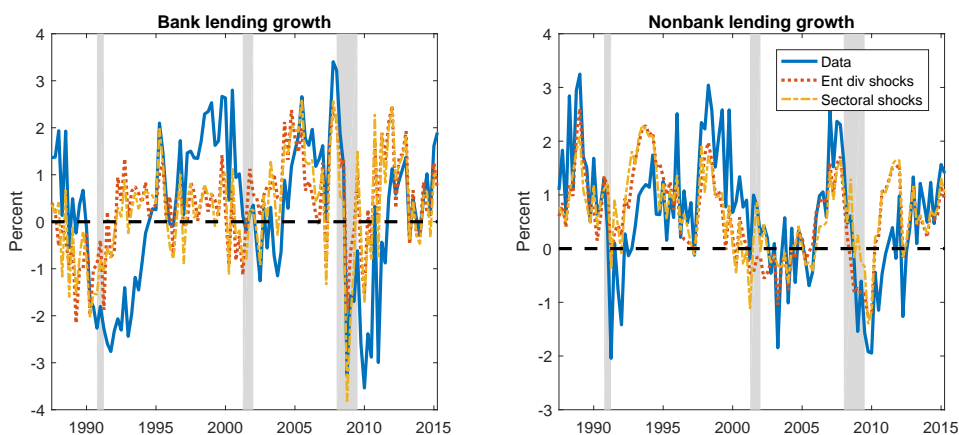 Bank lending growth
Percent
4
3
2
1
0
-1
-2
-3
-4
1990 1995 2000 2005 2010 2015
Nonbank lending growth
Percent
4
3
2
1
0
-1
-2
-3
1990 1995 2000 2005 2010 2015
Data
Ent div shocks
Sectoral shocks